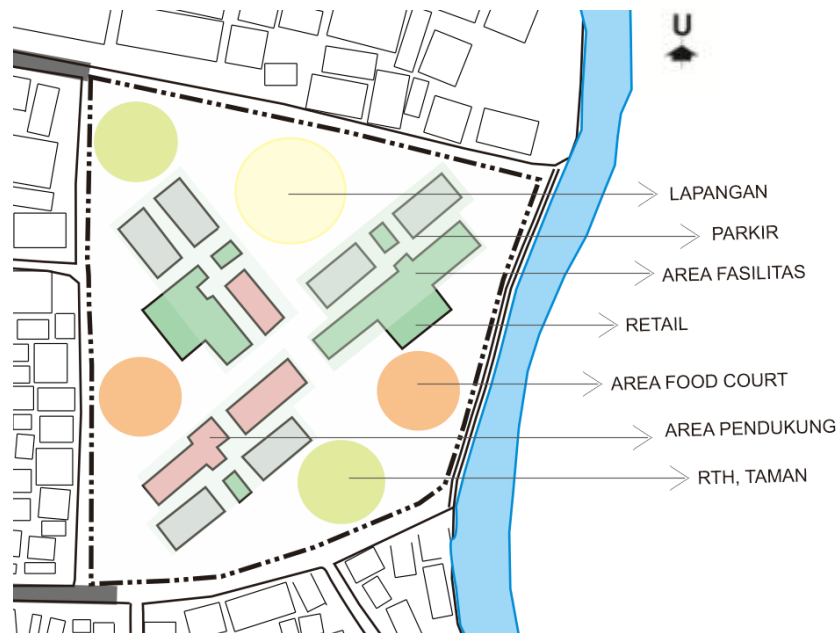 U
LAPANGAN
PARKIR
AREA FASILITAS
RETAIL
AREA FOOD COURT
AREA PENDUKUNG
RTH, TAMAN